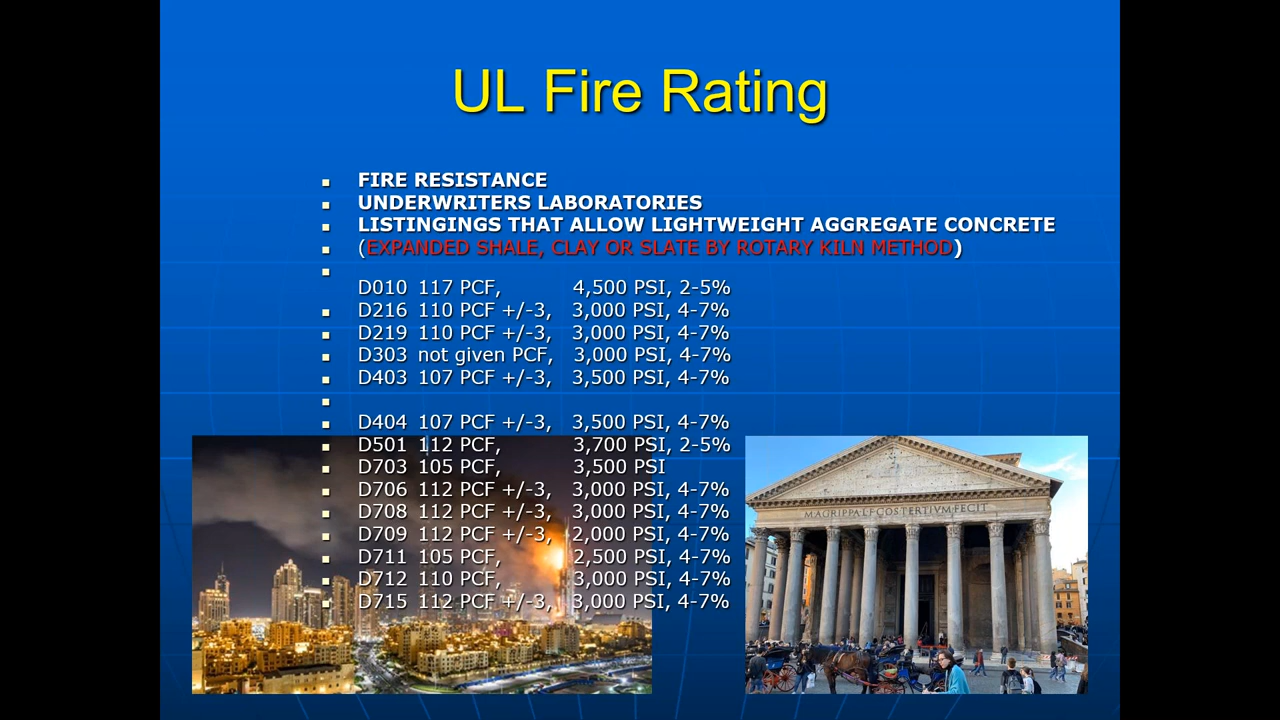 UL Fire Rating
FIRE RESISTANCE
UNDERWRITERS LABORATORIES
LISTINGINGS THAT ALLOW LIGHTWEIGHT AGGREGATE CONCRETE
(EXPANDED SHALE, CLAY OR SLATE BY ROTARY KILN METHOD)
D010 117 PCF, 4,500 PSI, 2-5%
D216 110 PCF +/-3, 3,000 PSI, 4-7%
D219 110 PCF +/-3, 3,000 PSI, 4-7%
D303 not given PCF, 3,000 PSI, 4-7%
D403 107 PCF +/-3, 3,500 PSI, 4-7%
D404 107 PCF +/-3, 3,500 PSI, 4-7%
D501 112 PCF, 3,700 PSI, 2-5%
D703 105 PCF, 3,500 PSI
D706 112 PCF +/-3, 3,000 PSI, 4-7%
D708 112 PCF +/-3, 3,000 PSI, 4-7%
D709 112 PCF +/-3, 2,000 PSI, 4-7%
D711 105 PCF, 2,500 PSI, 4-7%
D712 110 PCF, 3,000 PSI, 4-7%
D715 112 PCF +/-3, 3,000 PSI, 4-7%
M·AGRIPPA·L·F·COS·TERTIVM·FECIT